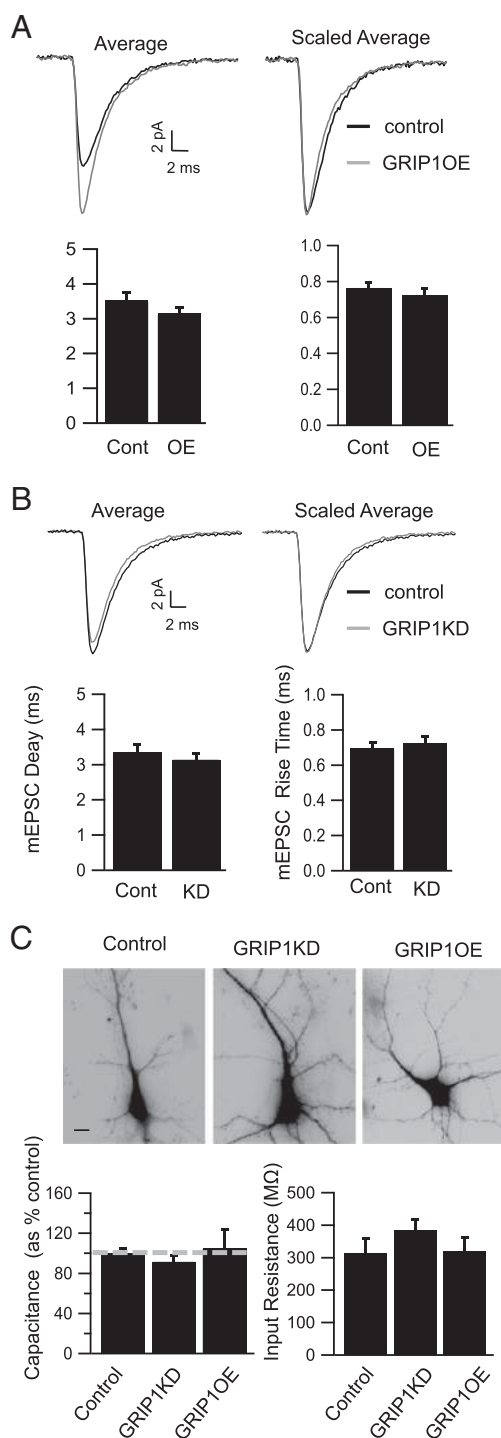 A
Average
Scaled Average
2 pA
2 ms
control
GRIP1OE
5
4
3
2
1
0
Cont OE
1.0
0.8
0.6
0.4
0.2
0.0
Cont OE
B
Average
Scaled Average
2 pA
2 ms
control
GRIP1KD
mEPSC Deay (ms)
5
4
3
2
1
0
Cont KD
mEPSC Rise Time (ms)
1.0
0.8
0.6
0.4
0.2
0.0
Cont KD
C
Control
GRIP1KD
GRIP1OE
Capacitance (as % control)
160
120
80
40
0
Control
GRIP1KD
GRIP1OE
Input Resistance (MΩ)
500
400
300
200
100
0
Control
GRIP1KD
GRIP1OE